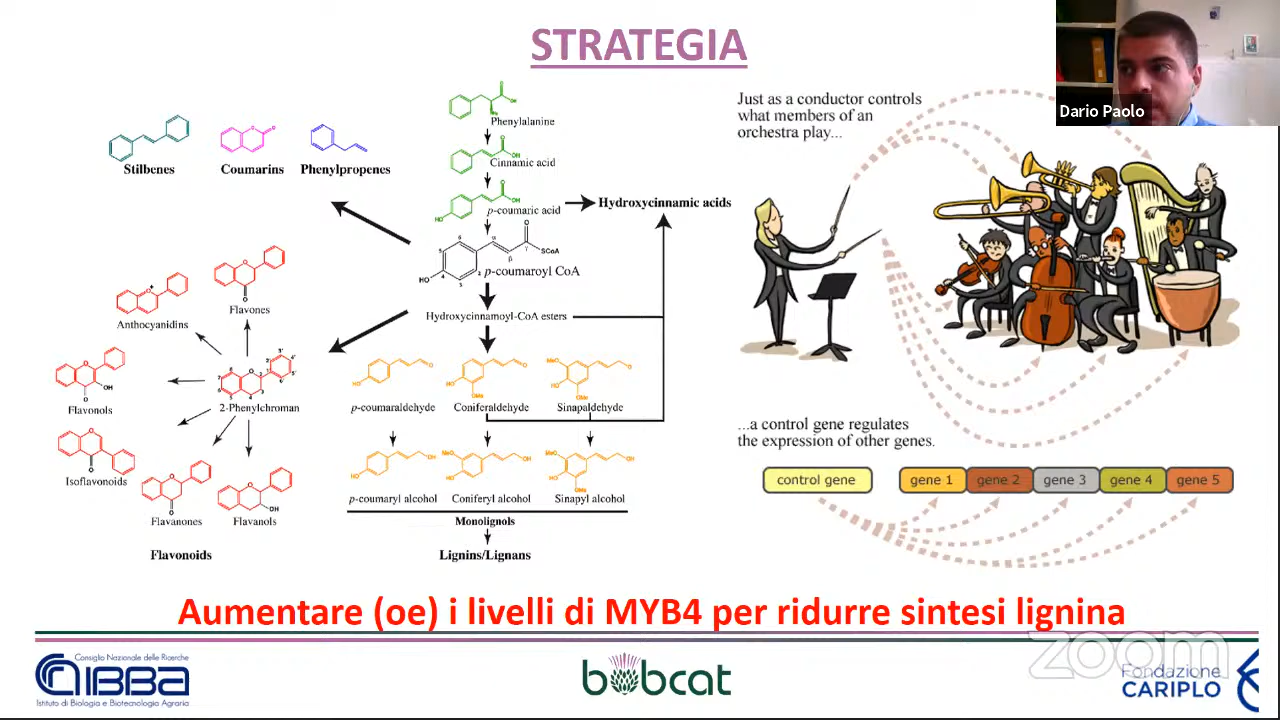 STRATEGIA
Dario Paolo
Phenylalanine
Cinnamic acid
p-coumaric acid
Hydroxycinnamic acids
Stilbenes
Coumarins
Phenylpropenes
p-coumaroyl CoA
Hydroxycinnamoyl-CoA esters
Anthocyanidins
Flavones
Flavonols
2-Phenylchroman
Isoflavonoids
Flavanones
Flavanols
Flavonoids
p-coumaraldehyde
Coniferaldehyde
Sinapaldehyde
p-coumaryl alcohol
Coniferyl alcohol
Sinapyl alcohol
Monolignols
Lignins/Lignans
Just as a conductor controls
what members of an
orchestra play...
...a control gene regulates
the expression of other genes.
control gene
gene 1
gene 2
gene 3
gene 4
gene 5
Aumentare (oe) i livelli di MYB4 per ridurre sintesi lignina
Consiglio Nazionale delle Ricerche
IBBA
Istituto di Biologia e Biotecnologia Agraria
bobcat
zoom
Fondazione
CARIPLO